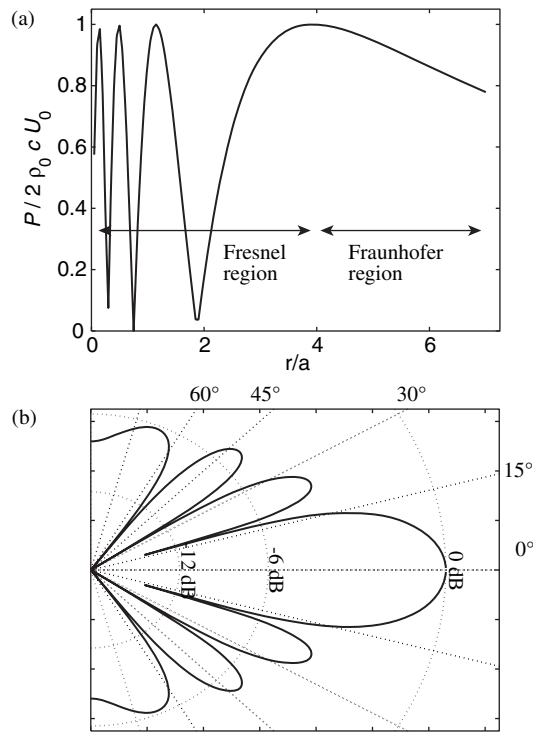 (a)
P / 2 ρ₀ c U₀
1
0.8
0.6
0.4
0.2
0
Fresnel
region
Fraunhofer
region
0
2
4
6
r/a
(b)
60°
45°
30°
15°
0°
-12 dB
-6 dB
0 dB